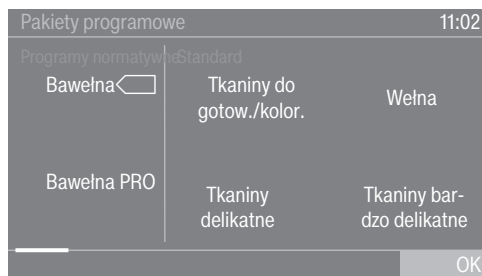 Pakiety programowe 11:02
Programy normatywne Standard
Bawełna
Tkaniny do
gotow./kolor.
Wełna
Bawełna PRO
Tkaniny
delikatne
Tkaniny bar-
dzo delikatne
OK